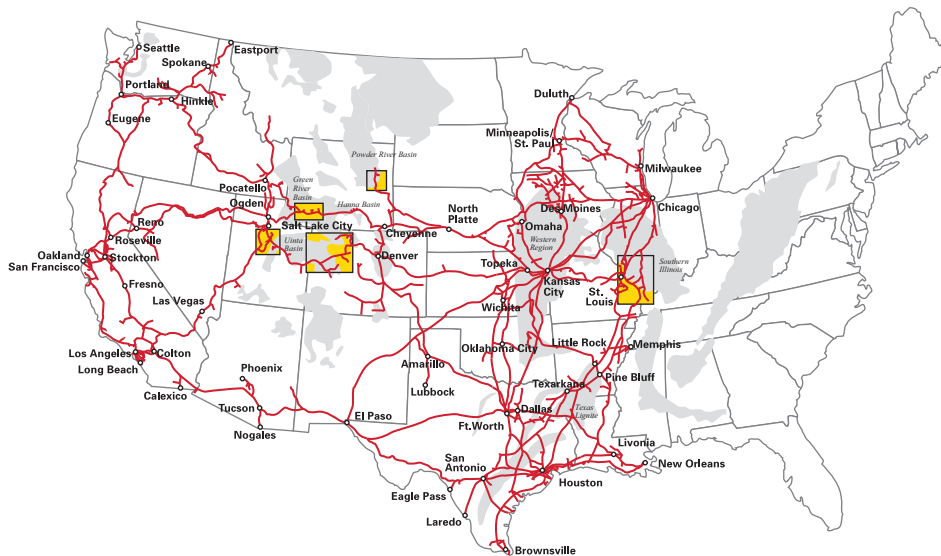 Seattle
Eastport
Spokane
Portland
Hinkle
Eugene
Duluth
Minneapolis/
St. Paul
Milwaukee
Chicago
Powder River Basin
Pocatello
Green
River
Basin
Hanna Basin
Ogden
Salt Lake City
Uinta
Basin
Cheyenne
North
Platte
Des Moines
Omaha
Western
Region
Reno
Roseville
Oakland
San Francisco
Stockton
Fresno
Las Vegas
Denver
Topeka
Kansas
City
St.
Louis
Southern
Illinois
Wichita
Los Angeles
Long Beach
Colton
Calexico
Phoenix
Tucson
Nogales
El Paso
Amarillo
Lubbock
Oklahoma City
Little Rock
Memphis
Pine Bluff
Texarkana
Texas
Lignite
Dallas
Ft.Worth
San
Antonio
Eagle Pass
Laredo
Houston
Livonia
New Orleans
Brownsville